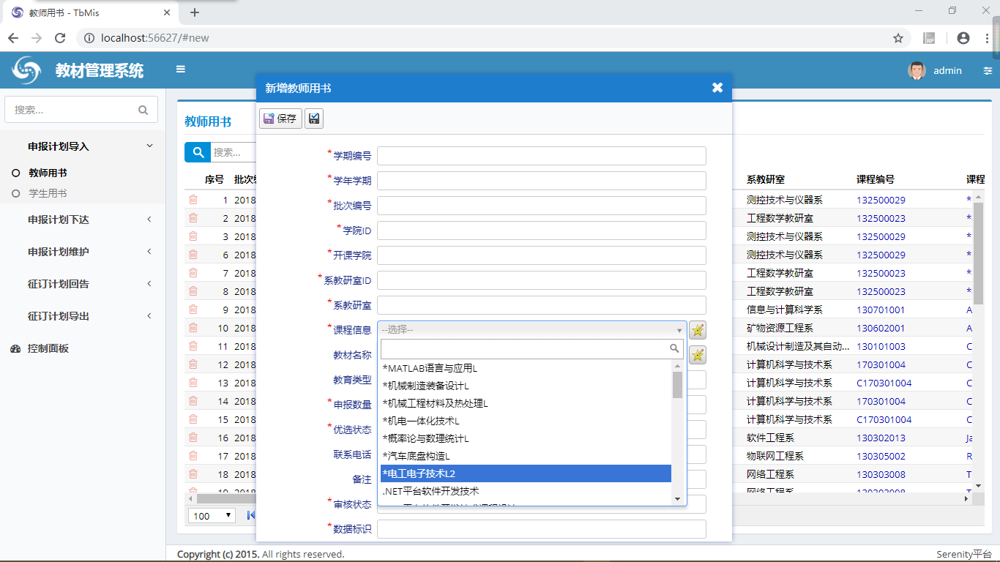 教师用书 - TbMis
localhost:56627/#new
教材管理系统
admin
搜索...
申报计划导入
教师用书
学生用书
申报计划下达
申报计划维护
征订计划回告
征订计划导出
控制面板
教师用书
搜索...
序号 批次
系教研室 课程编号 课程
1 2018 测控技术与仪器系 132500029 *
2 2018 工程数学教研室 132500023 *
3 2018 测控技术与仪器系 132500029 *
6 2018 测控技术与仪器系 132500029 *
7 2018 工程数学教研室 132500023 *
8 2018 工程数学教研室 132500023 *
9 2018 信息与计算科学系 130701001 A
10 2018 矿物资源工程系 130602001 A
11 2018 机械设计制造及其自动... 130101003 C
12 2018 计算机科学与技术系 170301004 C
13 2018 计算机科学与技术系 C170301004 C
14 2018 计算机科学与技术系 170301004 C
15 2018 计算机科学与技术系 C170301004 C
16 2018 软件工程系 130302013 Ja
17 2018 物联网工程系 130305002 R
18 2018 网络工程系 130303008 T
19 2018 网络工程系 130303008 T
100
新增教师用书
保存
*学期编号
*学年学期
*批次编号
*学院ID
*开课学院
*系教研室ID
*系教研室
*课程信息 --选择--
教材名称
教育类型
*申报数量
*优选状态
联系电话
备注
*审核状态
*数据标识
*MATLAB语言与应用L
*机械制造装备设计L
*机械工程材料及热处理L
*机电一体化技术L
*概率论与数理统计L
*汽车底盘构造L
*电工电子技术L2
.NET平台软件开发技术
Copyright (c) 2015. All rights reserved.
Serenity平台